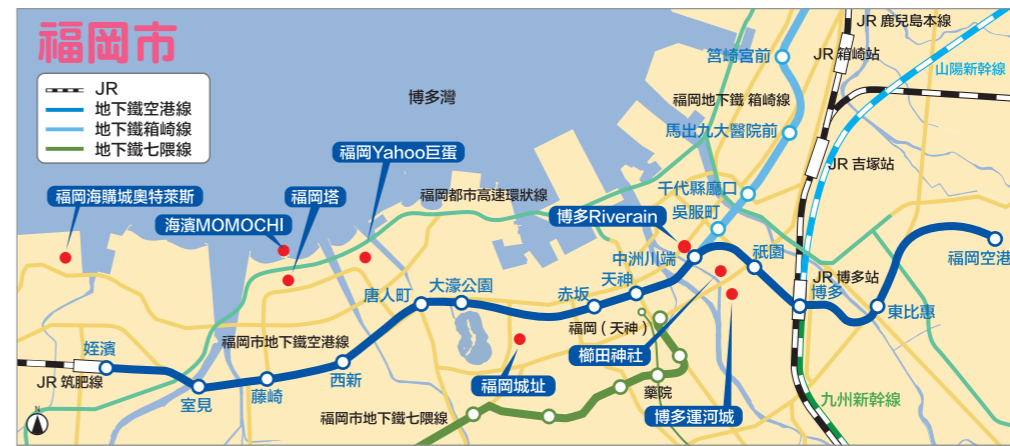 福岡市
JR
地下鐵空港線
地下鐵箱崎線
地下鐵七隈線
博多灣
JR 鹿兒島本線
JR 箱崎站
山陽新幹線
筥崎宮前
福岡地下鐵 箱崎線
馬出九大醫院前
JR 吉塚站
千代縣廳口
吳服町
福岡Yahoo巨蛋
福岡海購城奧特萊斯
福岡塔
海濱MOMOCHI
福岡都市高速環狀線
博多Riverain
中洲川端
祇園
福岡空港
JR 博多站
博多
東比惠
天神
赤坂
大濠公園
唐人町
福岡(天神)
櫛田神社
福岡市地下鐵空港線
姪濱
JR 筑肥線
室見
藤崎
西新
福岡城址
藥院
博多運河城
九州新幹線
福岡市地下鐵七隈線
N